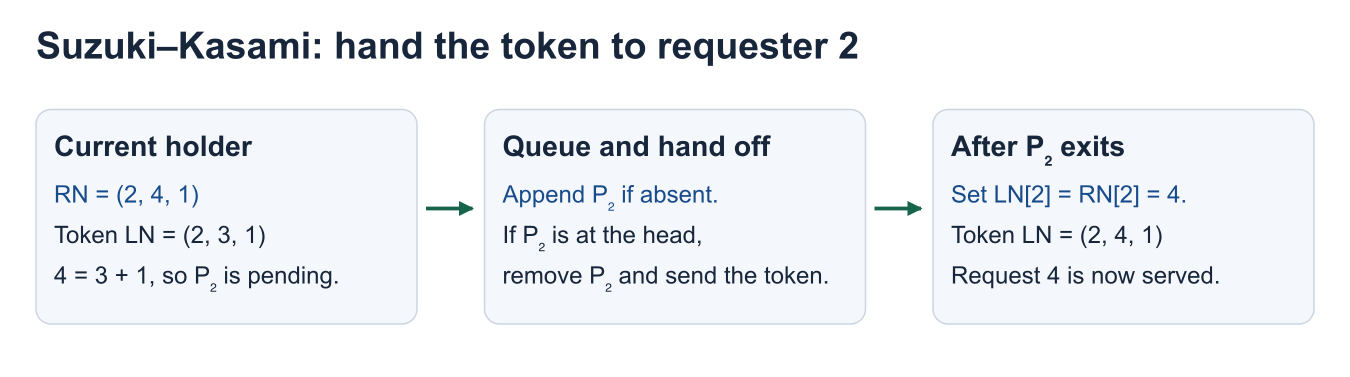 Suzuki–Kasami: hand the token to requester 2
Current holder
RN = (2, 4, 1)
Token LN = (2, 3, 1)
4 = 3 + 1, so P₂ is pending.
Queue and hand off
Append P₂ if absent.
If P₂ is at the head,
remove P₂ and send the token.
After P₂ exits
Set LN[2] = RN[2] = 4.
Token LN = (2, 4, 1)
Request 4 is now served.